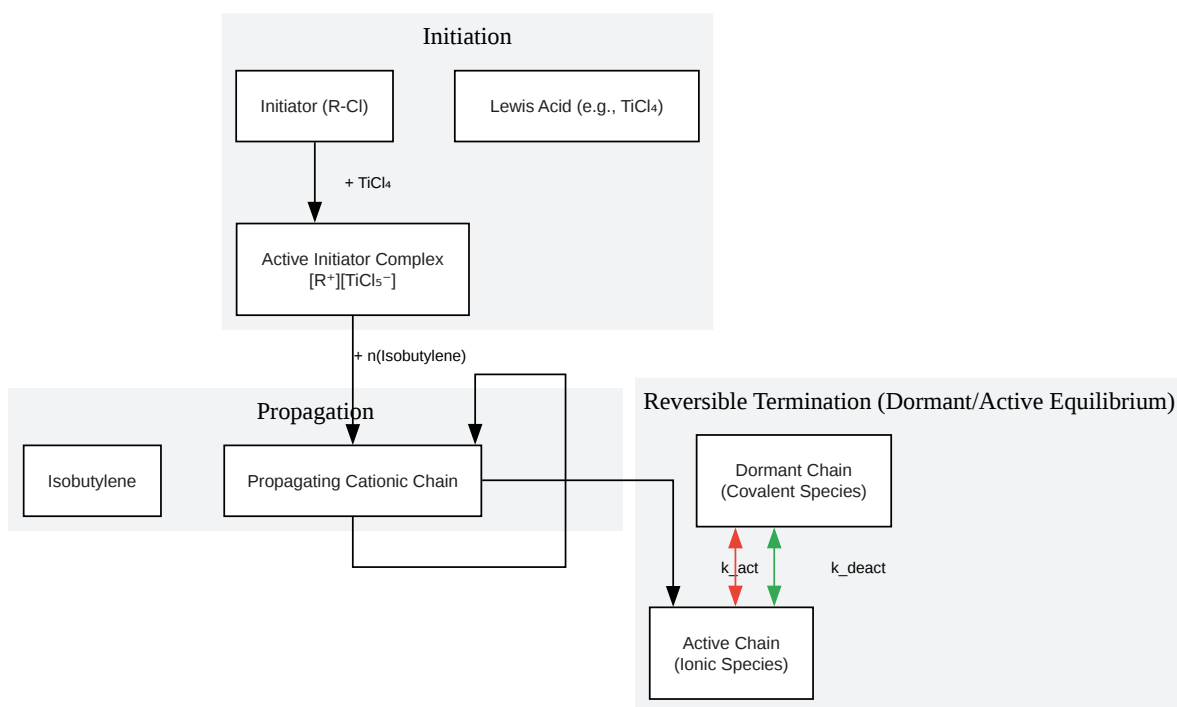 Initiation
Initiator (R-Cl)
Lewis Acid (e.g., TiCl₄)
+ TiCl₄
Active Initiator Complex
[R⁺][TiCl₅⁻]
+ n(Isobutylene)
Propagation
Isobutylene
Propagating Cationic Chain
Reversible Termination (Dormant/Active Equilibrium)
Dormant Chain
(Covalent Species)
k_act
k_deact
Active Chain
(Ionic Species)